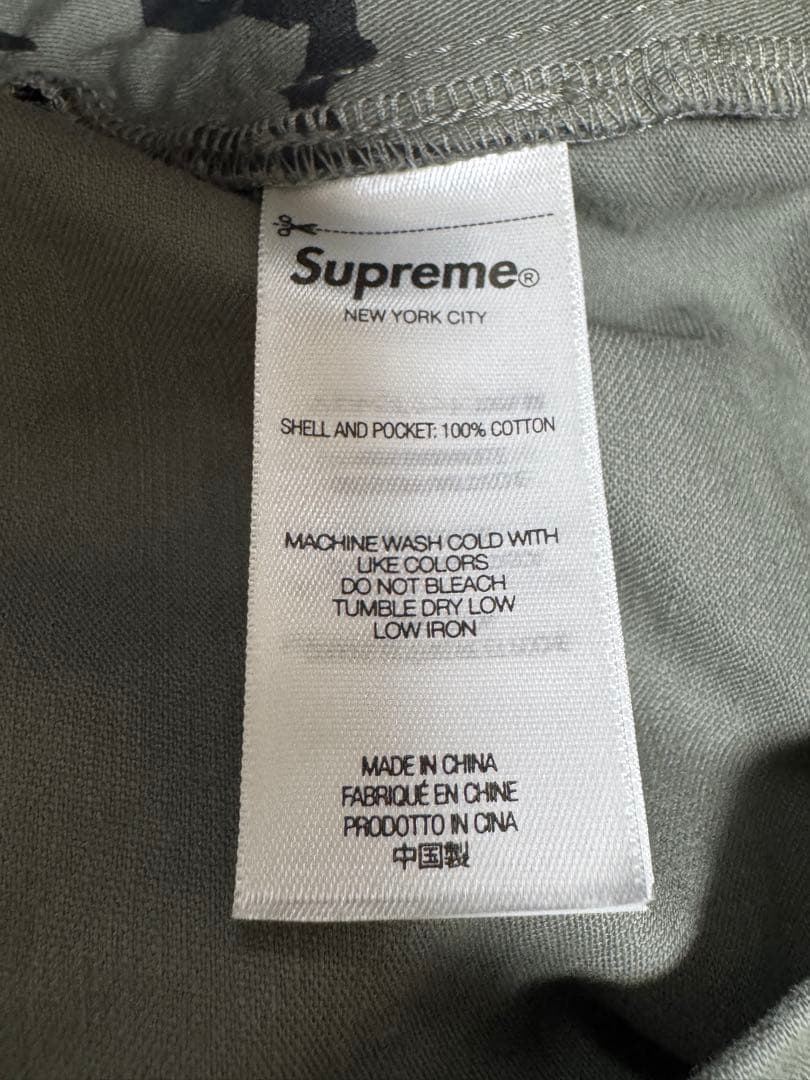 Supreme®
NEW YORK CITY
SHELL AND POCKET: 100% COTTON
MACHINE WASH COLD WITH
LIKE COLORS
DO NOT BLEACH
TUMBLE DRY LOW
LOW IRON
MADE IN CHINA
FABRIQUÉ EN CHINE
PRODOTTO IN CINA
中国製